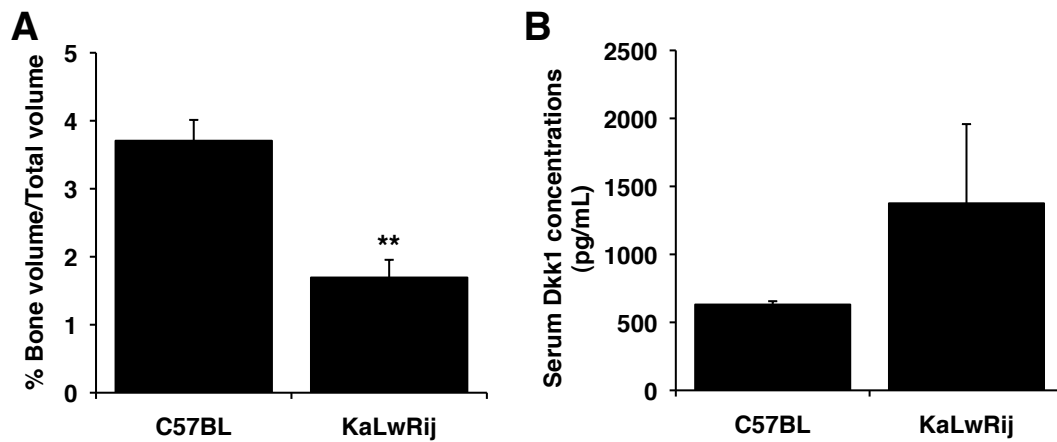 A
% Bone volume/Total volume
5
4
3
2
1
0
**
C57BL
KaLwRij
B
Serum Dkk1 concentrations
(pg/mL)
2500
2000
1500
1000
500
0
C57BL
KaLwRij